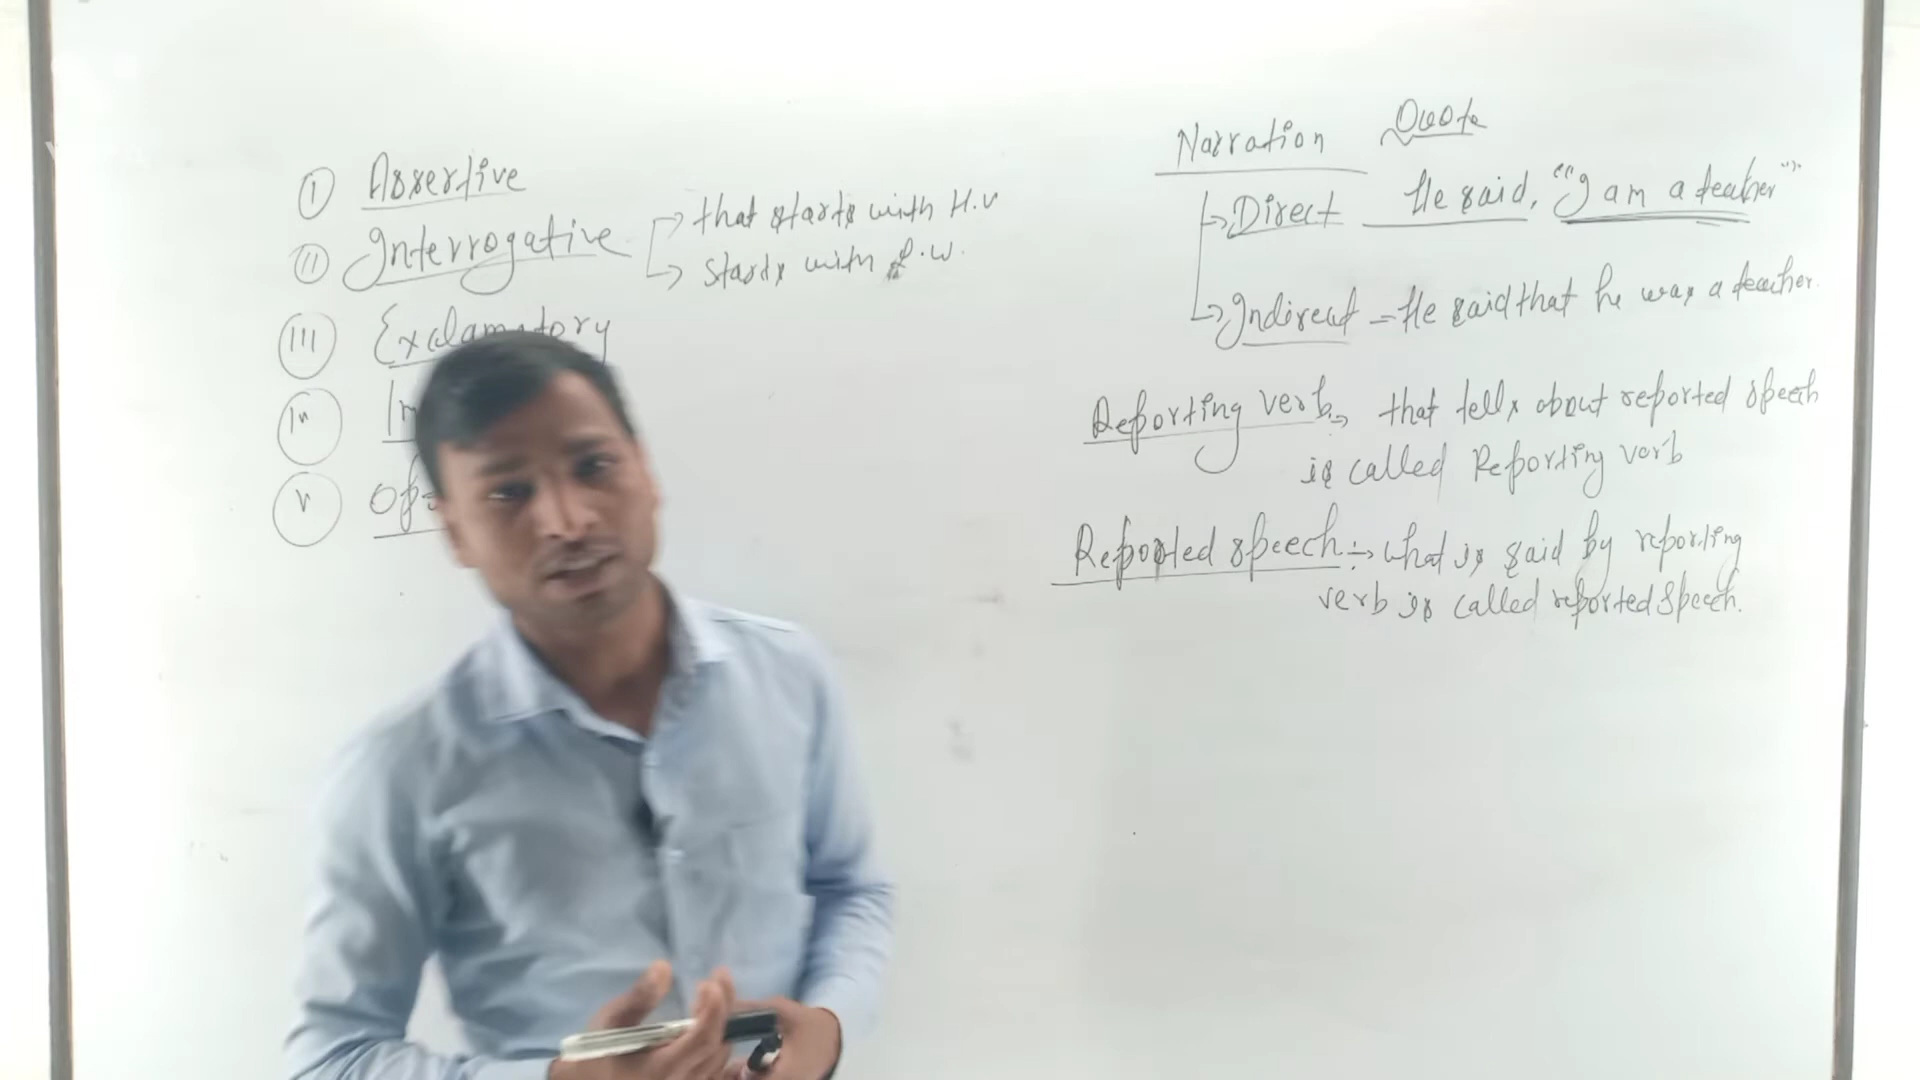 I Assertive
II Interrogative → that starts with H.V
→ starts with W
III Exclamatory
IV
V
Narration Quote
→ Direct He said, "I am a teacher".
→ Indirect = He said that he was a teacher.
Reporting verb → that tells about reported speech
is called Reporting verb
Reported speech :→ what is said by reporting
verb is called reported speech.